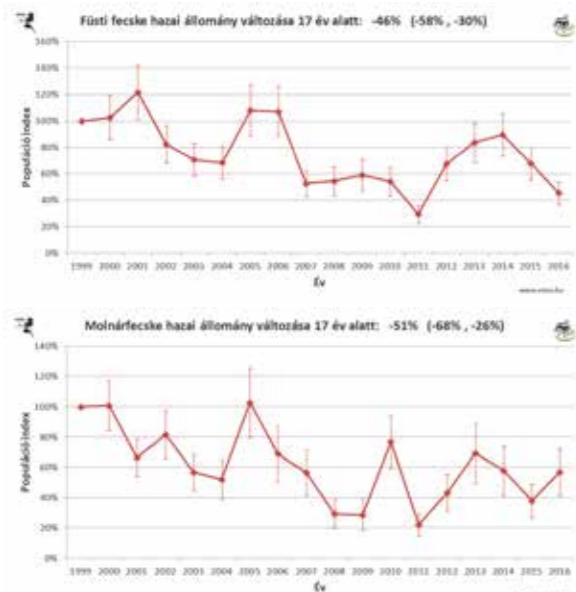 Füsti fecske hazai állomány változása 17 év alatt: -46% (-58% , -30%)
Populáció index
160%
140%
120%
100%
80%
60%
40%
20%
0%
1999 2000 2001 2002 2003 2004 2005 2006 2007 2008 2009 2010 2011 2012 2013 2014 2015 2016
Év
Molnárfecske hazai állomány változása 17 év alatt: -51% (-68% , -26%)
Populáció index
140%
120%
100%
80%
60%
40%
20%
0%
1999 2000 2001 2002 2003 2004 2005 2006 2007 2008 2009 2010 2011 2012 2013 2014 2015 2016
Év